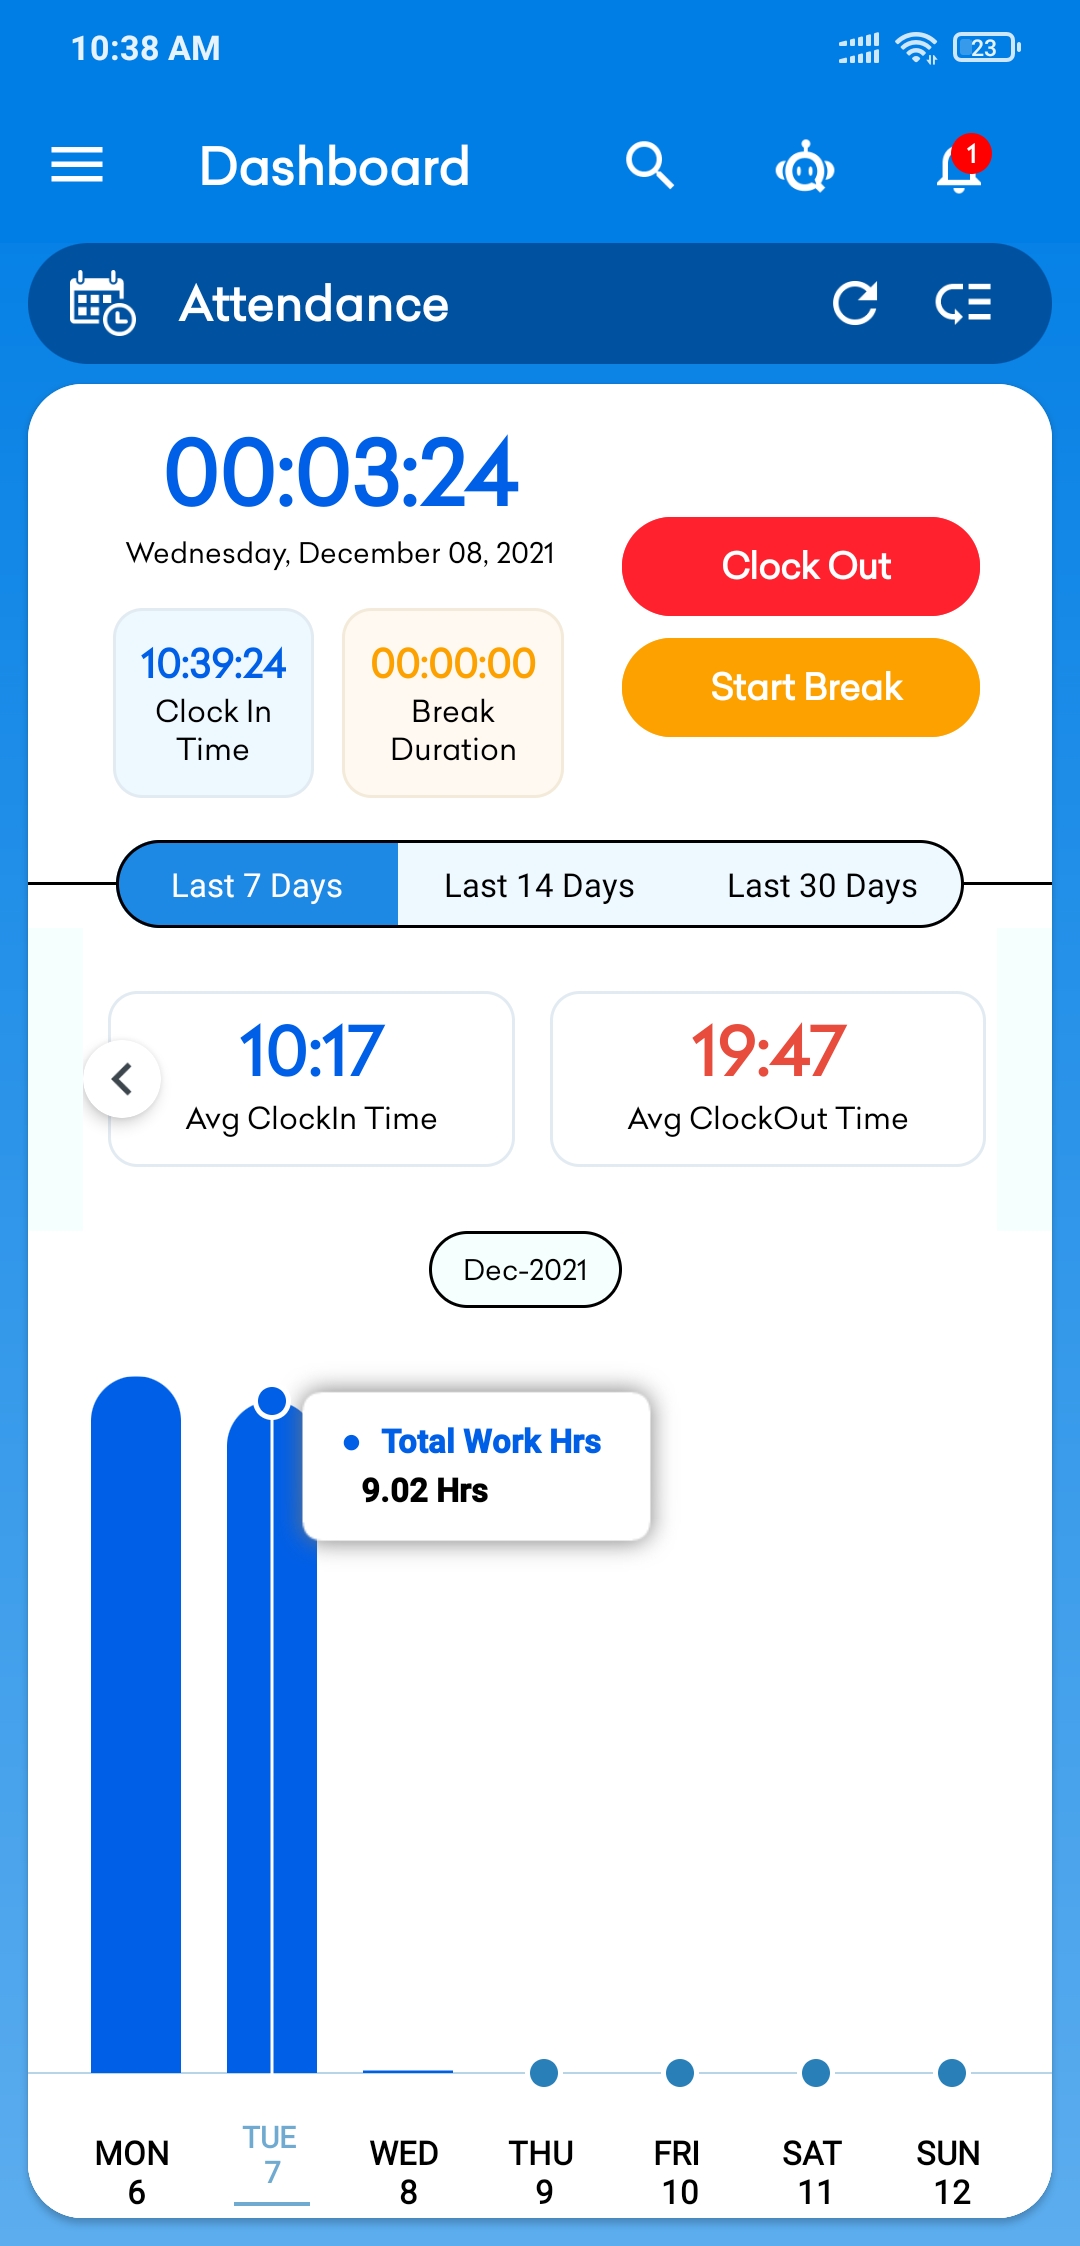 10:38 AM
23
Dashboard
1
Attendance
00:03:24
Wednesday, December 08, 2021
Clock Out
Start Break
10:39:24
Clock In
Time
00:00:00
Break
Duration
Last 7 Days
Last 14 Days
Last 30 Days
10:17
Avg ClockIn Time
19:47
Avg ClockOut Time
Dec-2021
Total Work Hrs
9.02 Hrs
MON
6
TUE
7
WED
8
THU
9
FRI
10
SAT
11
SUN
12